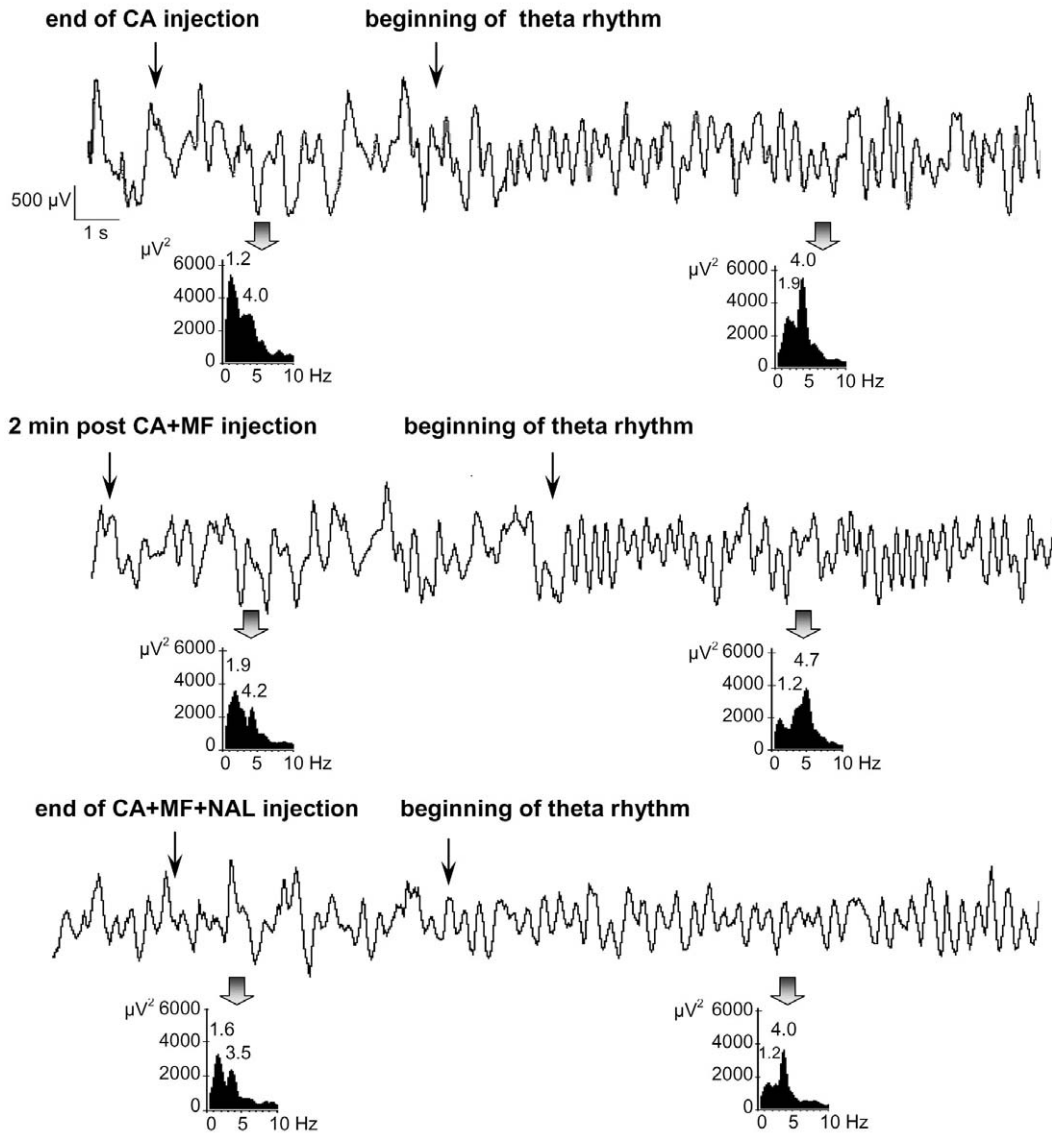 end of CA injection beginning of theta rhythm
500 µV
1 s
µV² 1.2 6000 4000 4.0 2000 0
0 5 10 Hz
µV² 4.0 6000 1.9 4000 2000 0
0 5 10 Hz
2 min post CA+MF injection beginning of theta rhythm
µV² 6000 1.9 4000 4.2 2000 0
0 5 10 Hz
µV² 6000 4.7 4000 1.2 2000 0
0 5 10 Hz
end of CA+MF+NAL injection beginning of theta rhythm
µV² 6000 1.6 4000 3.5 2000 0
0 5 10 Hz
µV² 6000 4.0 4000 1.2 2000 0
0 5 10 Hz